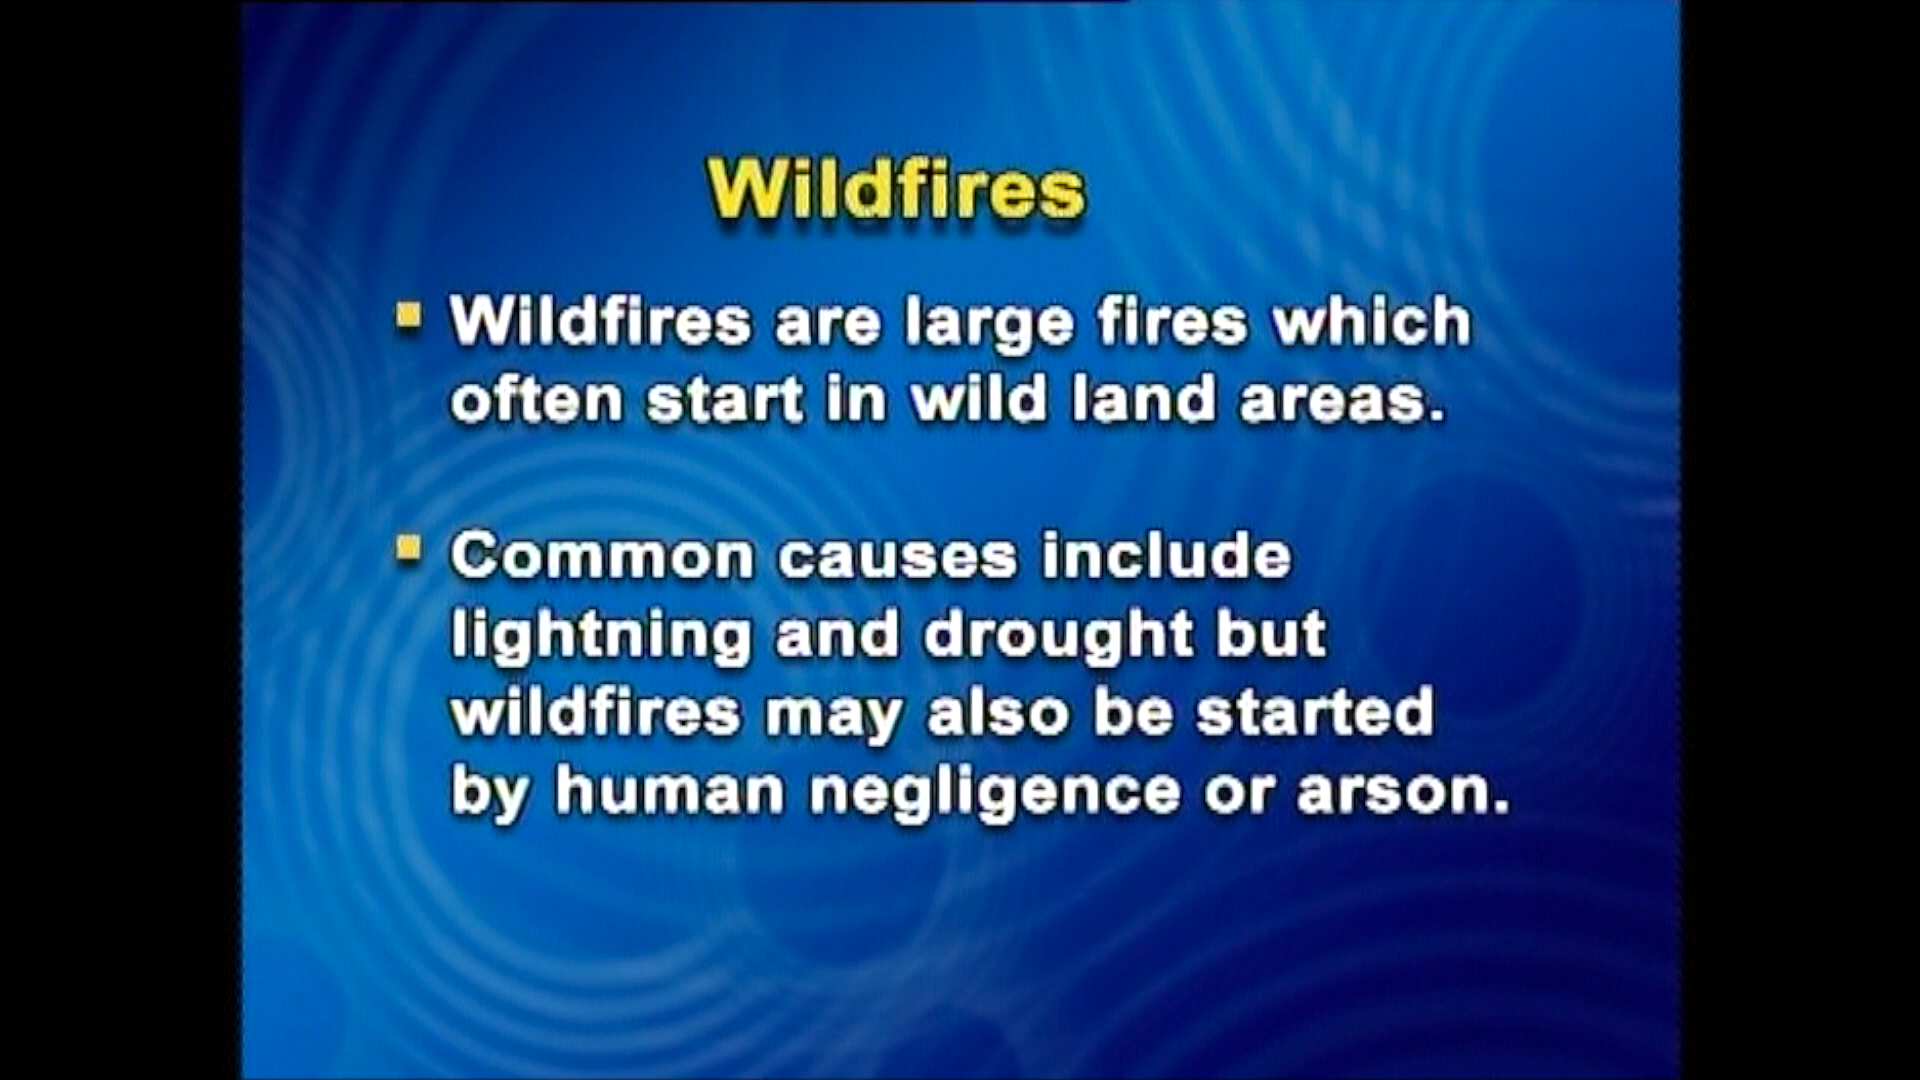 Wildfires
Wildfires are large fires which
often start in wild land areas.
Common causes include
lightning and drought but
wildfires may also be started
by human negligence or arson.